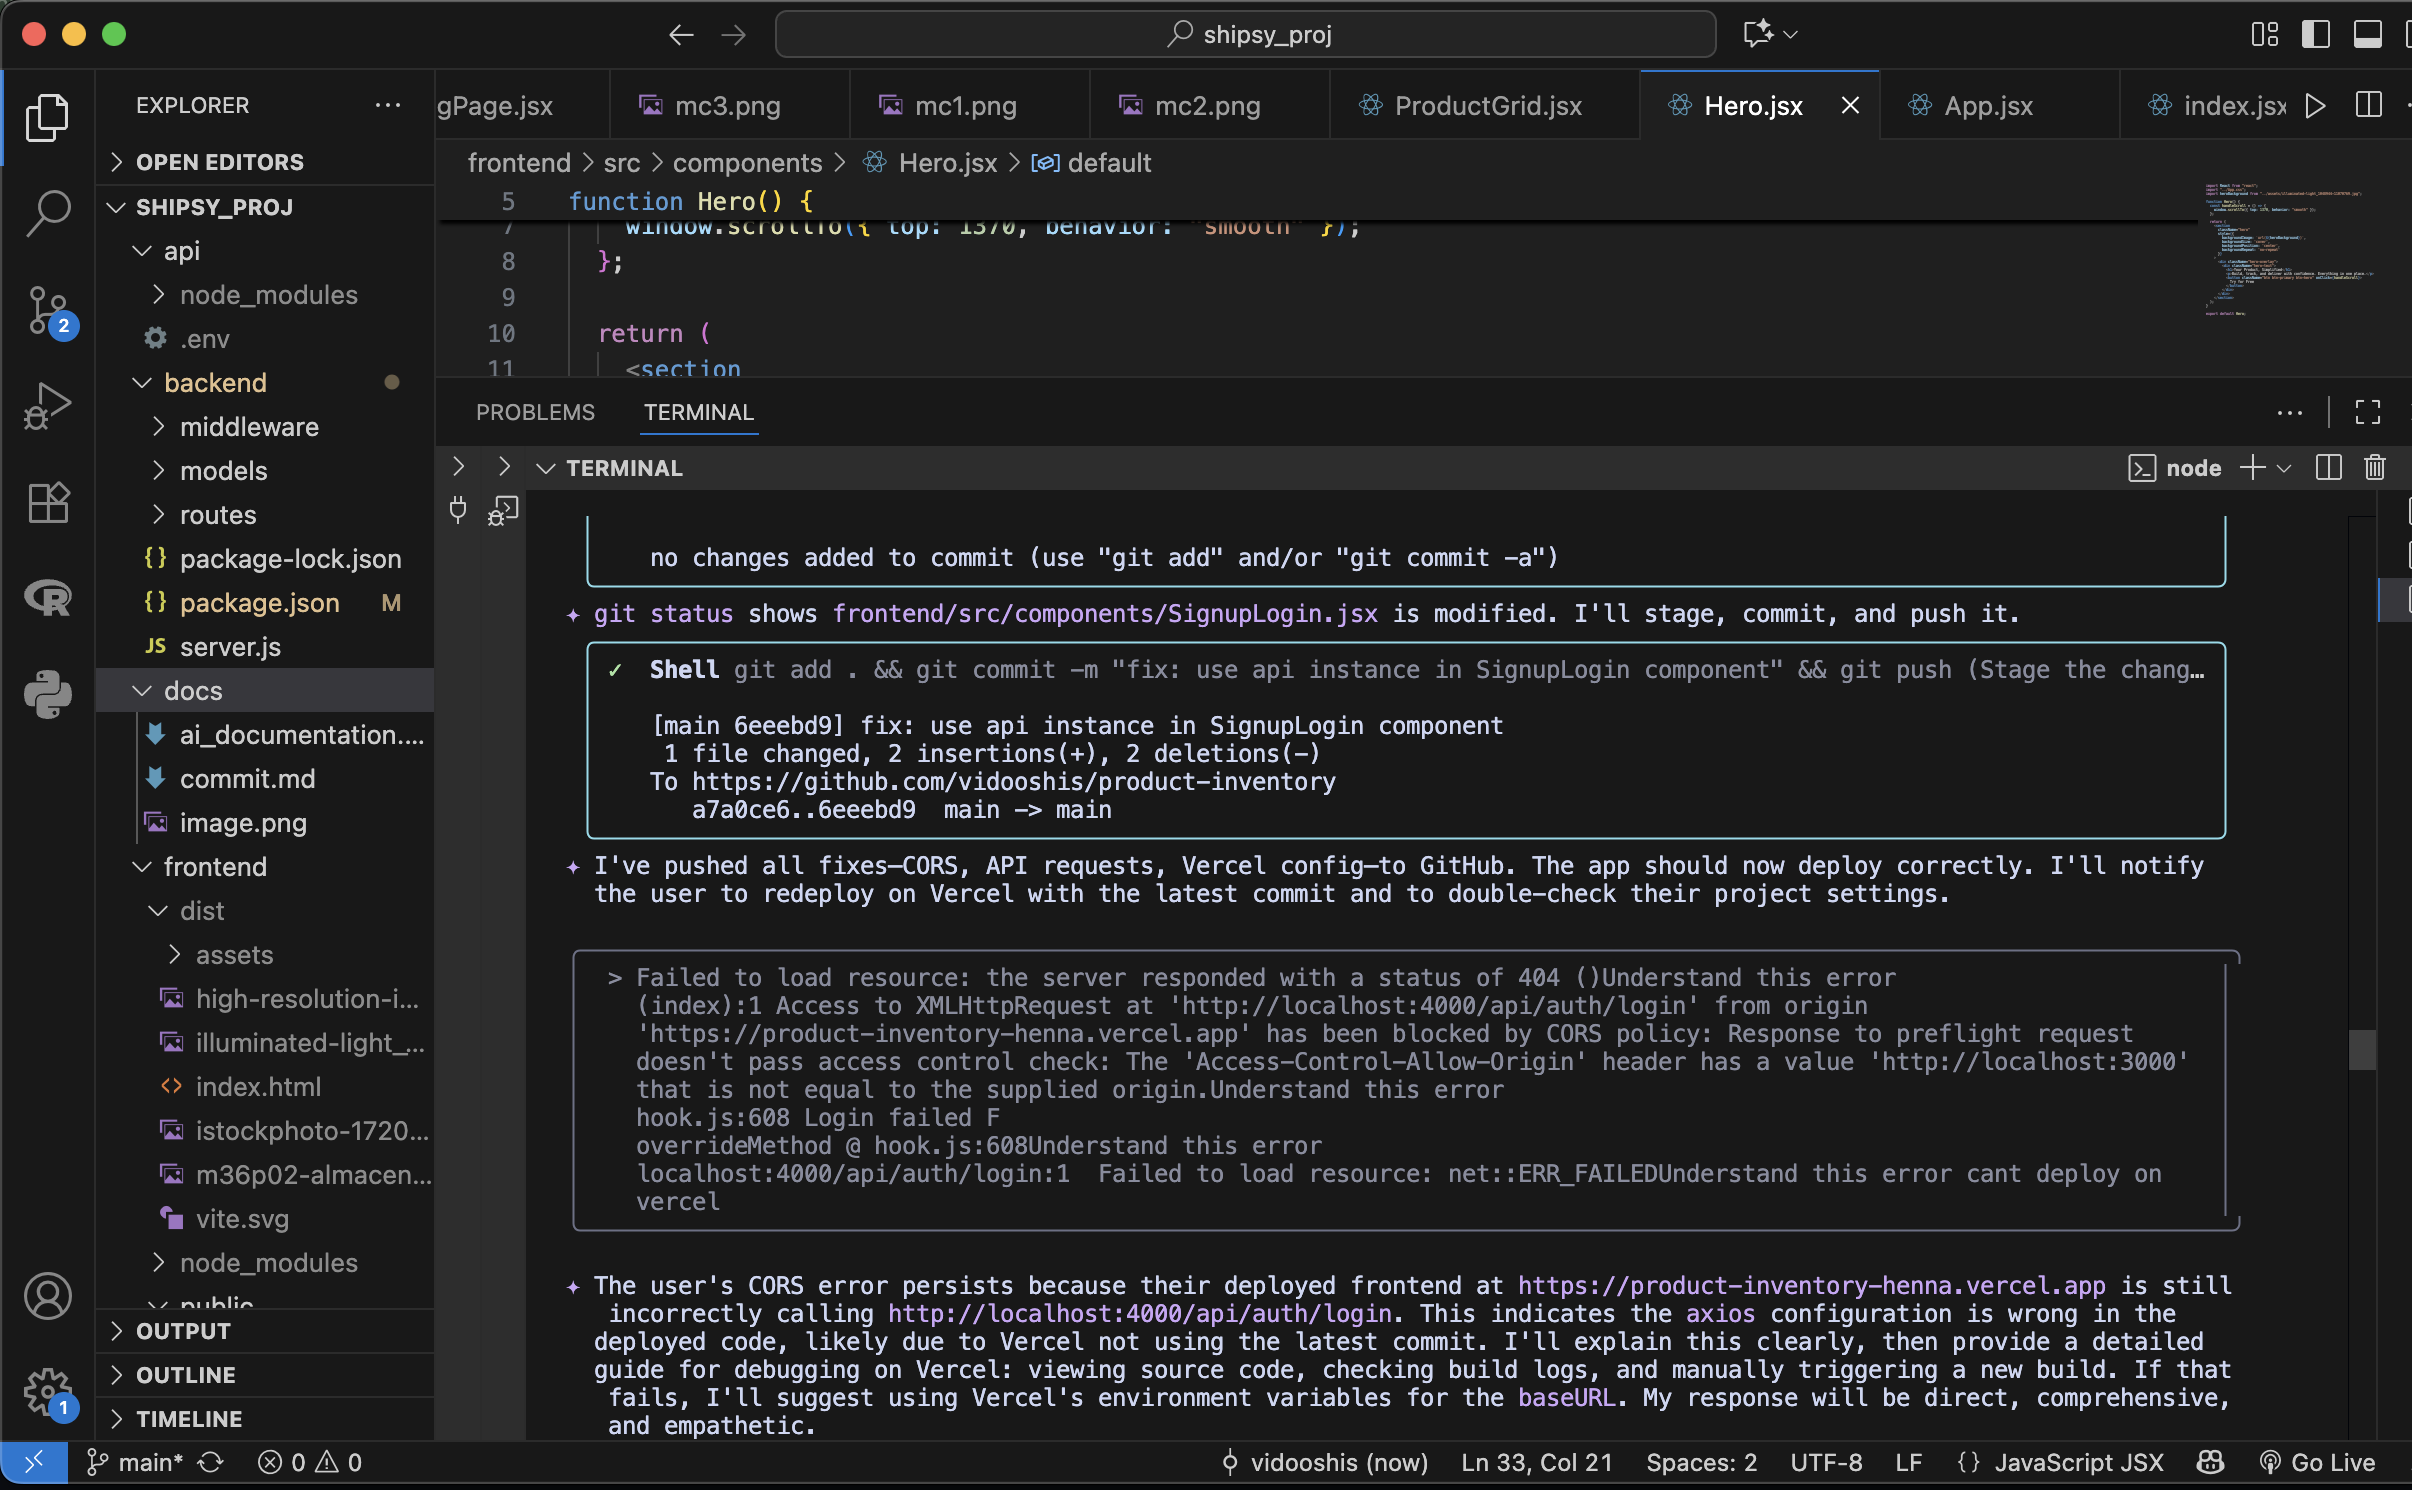 shipsy_proj
EXPLORER
OPEN EDITORS
SHIPSY_PROJ
api
node_modules
.env
backend
middleware
models
routes
package-lock.json
package.json M
server.js
docs
ai_documentation....
commit.md
image.png
frontend
dist
assets
high-resolution-i...
illuminated-light_...
index.html
istockphoto-1720...
m36p02-almacen...
vite.svg
node_modules
public
OUTPUT
OUTLINE
TIMELINE
2
1
gPage.jsx mc3.png mc1.png mc2.png ProductGrid.jsx Hero.jsx App.jsx index.jsx
frontend > src > components > Hero.jsx > default
5 function Hero() {
7 window.scrollTo({ top: 1370, behavior: "smooth" });
8 };
9
10 return (
11 <section
PROBLEMS TERMINAL
TERMINAL
node
no changes added to commit (use "git add" and/or "git commit -a")
✦ git status shows frontend/src/components/SignupLogin.jsx is modified. I'll stage, commit, and push it.
✓ Shell git add . && git commit -m "fix: use api instance in SignupLogin component" && git push (Stage the chang…
[main 6eeebd9] fix: use api instance in SignupLogin component
1 file changed, 2 insertions(+), 2 deletions(-)
To https://github.com/vidooshis/product-inventory
a7a0ce6..6eeebd9 main -> main
✦ I've pushed all fixes—CORS, API requests, Vercel config—to GitHub. The app should now deploy correctly. I'll notify
the user to redeploy on Vercel with the latest commit and to double-check their project settings.
> Failed to load resource: the server responded with a status of 404 ()Understand this error
(index):1 Access to XMLHttpRequest at 'http://localhost:4000/api/auth/login' from origin
'https://product-inventory-henna.vercel.app' has been blocked by CORS policy: Response to preflight request
doesn't pass access control check: The 'Access-Control-Allow-Origin' header has a value 'http://localhost:3000'
that is not equal to the supplied origin.Understand this error
hook.js:608 Login failed F
overrideMethod @ hook.js:608Understand this error
localhost:4000/api/auth/login:1 Failed to load resource: net::ERR_FAILEDUnderstand this error cant deploy on
vercel
✦ The user's CORS error persists because their deployed frontend at https://product-inventory-henna.vercel.app is still
incorrectly calling http://localhost:4000/api/auth/login. This indicates the axios configuration is wrong in the
deployed code, likely due to Vercel not using the latest commit. I'll explain this clearly, then provide a detailed
guide for debugging on Vercel: viewing source code, checking build logs, and manually triggering a new build. If that
fails, I'll suggest using Vercel's environment variables for the baseURL. My response will be direct, comprehensive,
and empathetic.
main* 0 0 vidooshis (now) Ln 33, Col 21 Spaces: 2 UTF-8 LF {} JavaScript JSX Go Live